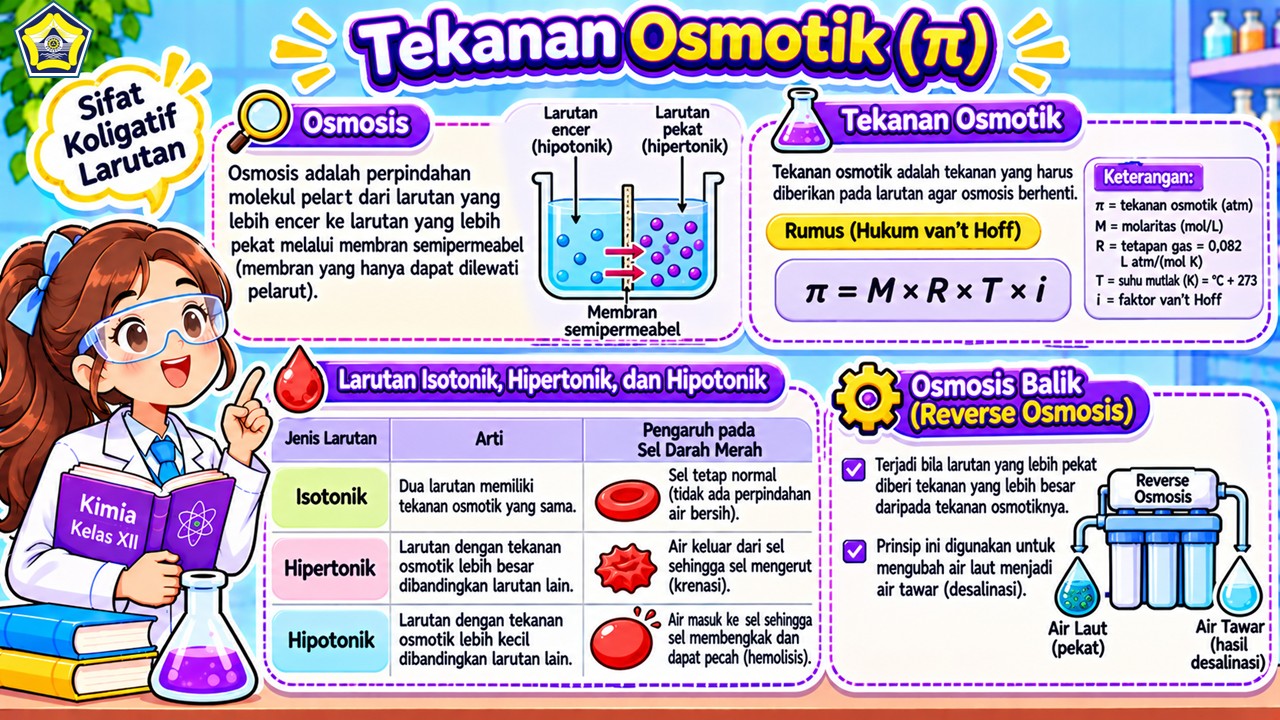 Tekanan Osmotik (π)
Sifat
Koligatif
Larutan
Osmosis
Osmosis adalah perpindahan
molekul pelart dari larutan yang
lebih encer ke larutan yang lebih
pekat melalui membran semipermeabel
(membran yang hanya dapat dilewati
pelarut).
Larutan
encer
(hipotonik)
Larutan
pekat
(hipertonik)
Membran
semipermeabel
Tekanan Osmotik
Tekanan osmotik adalah tekanan yang harus
diberikan pada larutan agar osmosis berhenti.
Rumus (Hukum van't Hoff)
π = M × R × T × i
Keterangan:
π = tekanan osmotik (atm)
M = molaritas (mol/L)
R = tetapan gas = 0,082
L atm/(mol K)
T = suhu mutlak (K) = °C + 273
i = faktor van't Hoff
Larutan Isotonik, Hipertonik, dan Hipotonik
Jenis Larutan
Arti
Pengaruh pada
Sel Darah Merah
Isotonik
Dua larutan memiliki
tekanan osmotik yang sama.
Sel tetap normal
(tidak ada perpindahan
air bersih).
Hipertonik
Larutan dengan tekanan
osmotik lebih besar
dibandingkan larutan lain.
Air keluar dari sel
sehingga sel mengerut
(krenasi).
Hipotonik
Larutan dengan tekanan
osmotik lebih kecil
dibandingkan larutan lain.
Air masuk ke sel sehingga
sel membengkak dan
dapat pecah (hemolisis).
Osmosis Balik
(Reverse Osmosis)
Terjadi bila larutan yang lebih pekat
diberi tekanan yang lebih besar
daripada tekanan osmotiknya.
Prinsip ini digunakan untuk
mengubah air laut menjadi
air tawar (desalinasi).
Reverse
Osmosis
Air Laut
(pekat)
Air Tawar
(hasil
desalinasi)
Kimia
Kelas XII